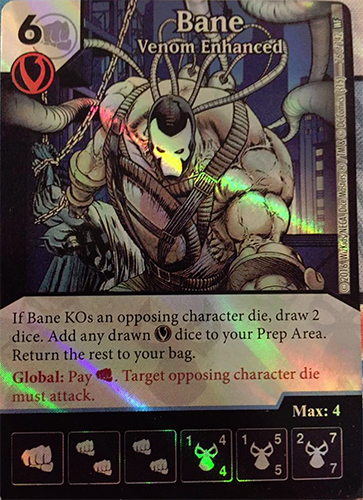 6
Bane
Venom Enhanced
If Bane KOs an opposing character die, draw 2
dice. Add any drawn dice to your Prep Area.
Return the rest to your bag.
Global: Pay . Target opposing character die
must attack.
Max: 4
1 4 4
1 5 5
2 7 7